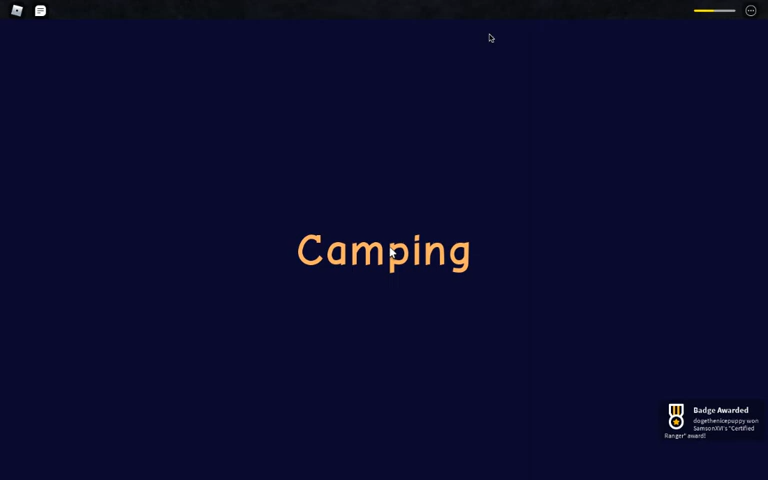 Camping
Badge Awarded
dogethenicepuppy won
SamsonXVI's "Certified
Ranger" award!